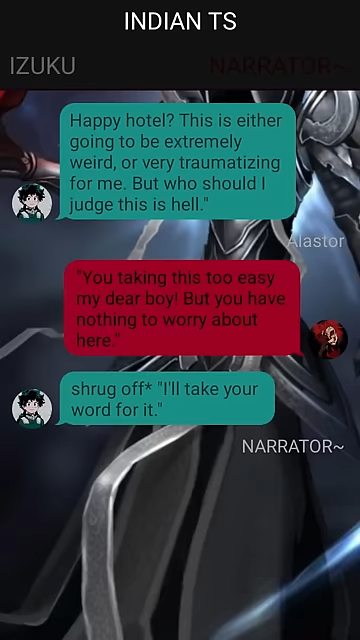 INDIAN TS
IZUKU
NARRATOR~
Happy hotel? This is either
going to be extremely
weird, or very traumatizing
for me. But who should I
judge this is hell."
Alastor
"You taking this too easy
my dear boy! But you have
nothing to worry about
here."
shrug off* "I'll take your
word for it."
NARRATOR~